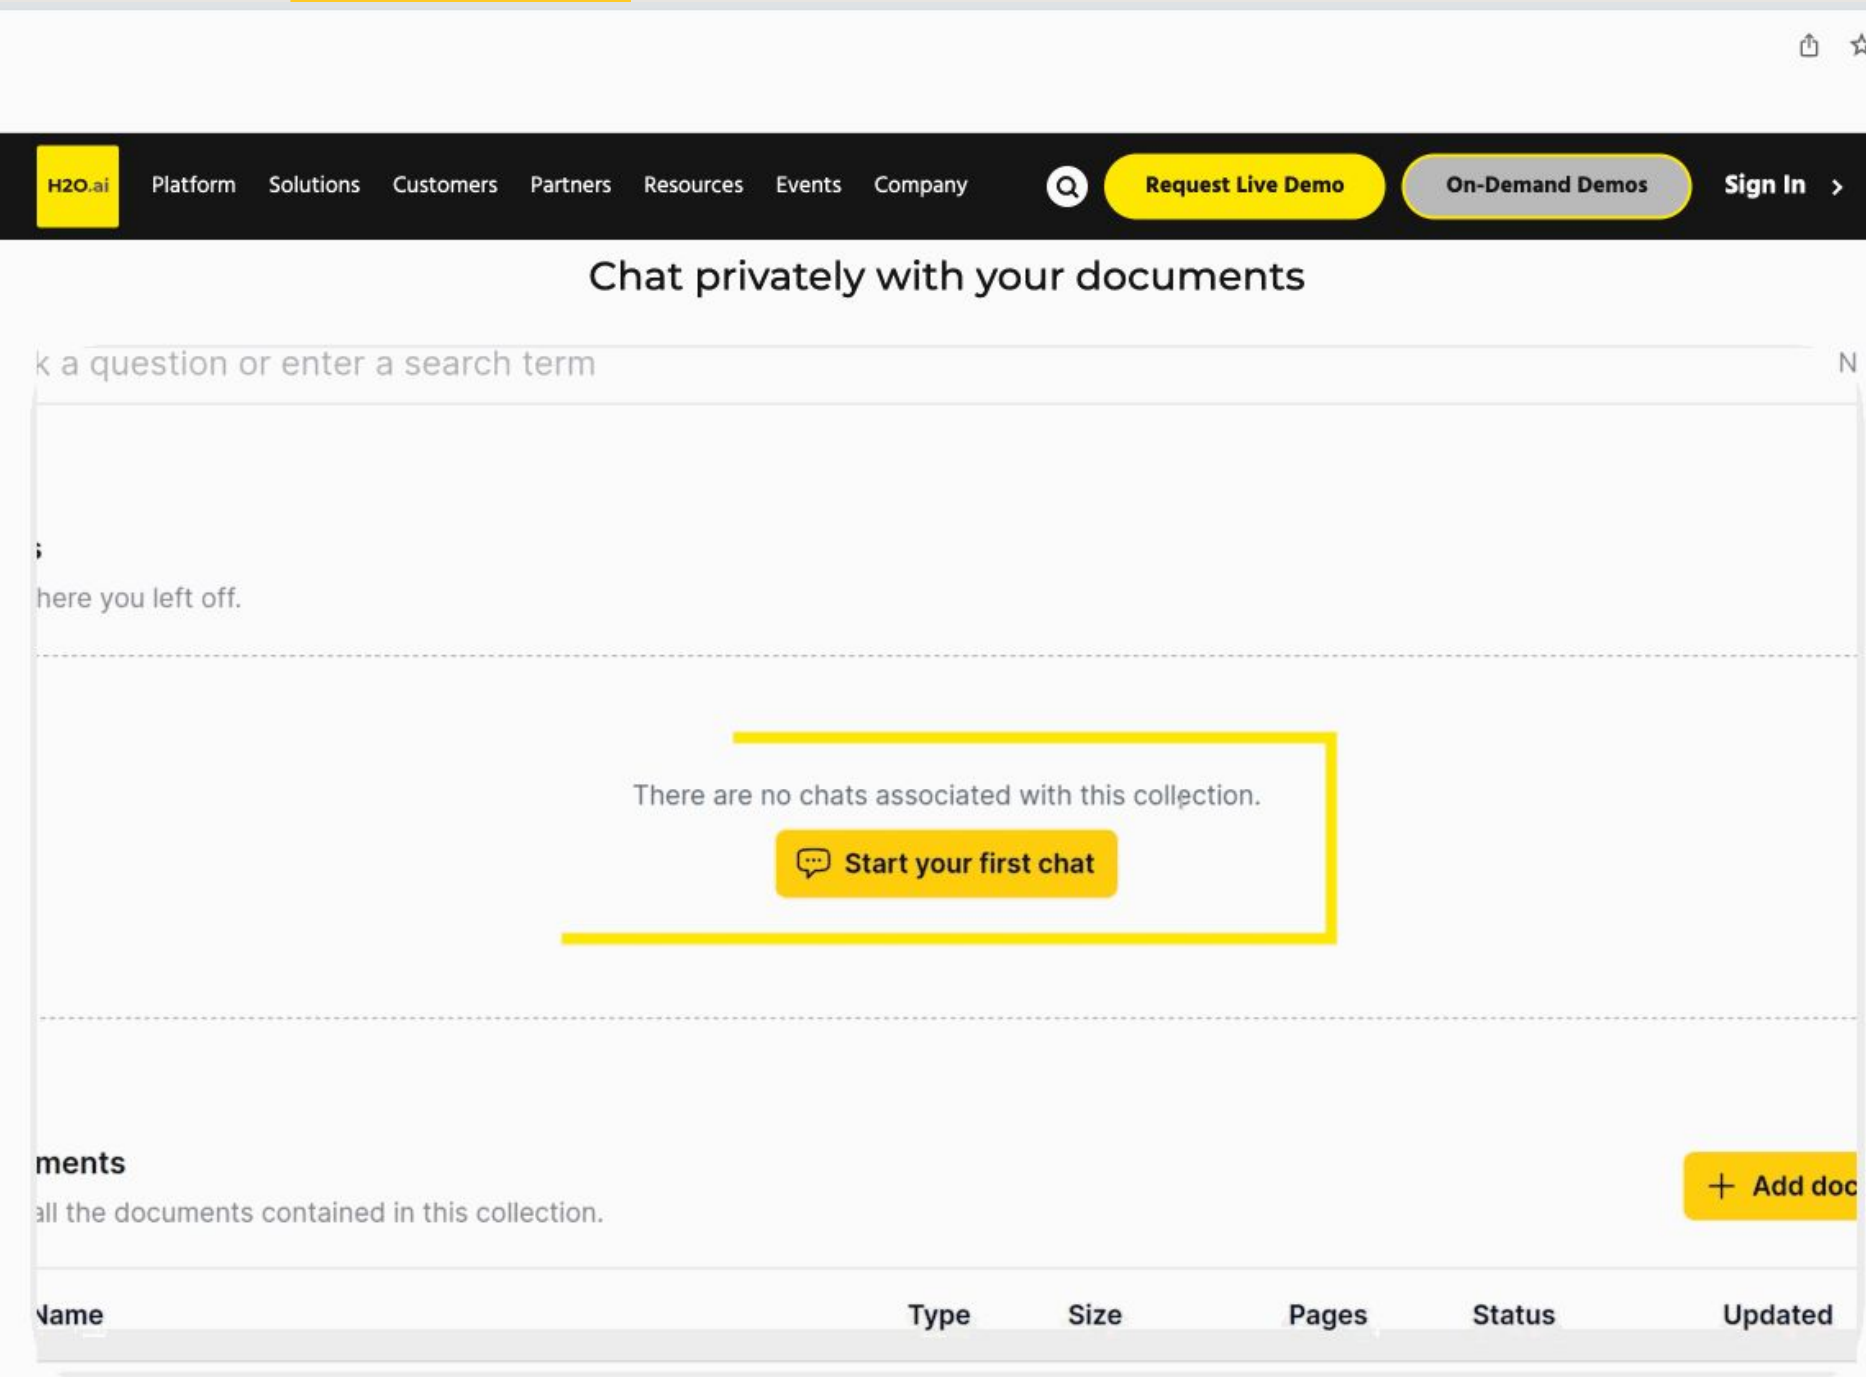 H2O.ai Platform Solutions Customers Partners Resources Events Company Request Live Demo On-Demand Demos Sign In
Chat privately with your documents
k a question or enter a search term N
s
here you left off.
There are no chats associated with this collection.
Start your first chat
ments
all the documents contained in this collection.
+ Add doc
Name Type Size Pages Status Updated